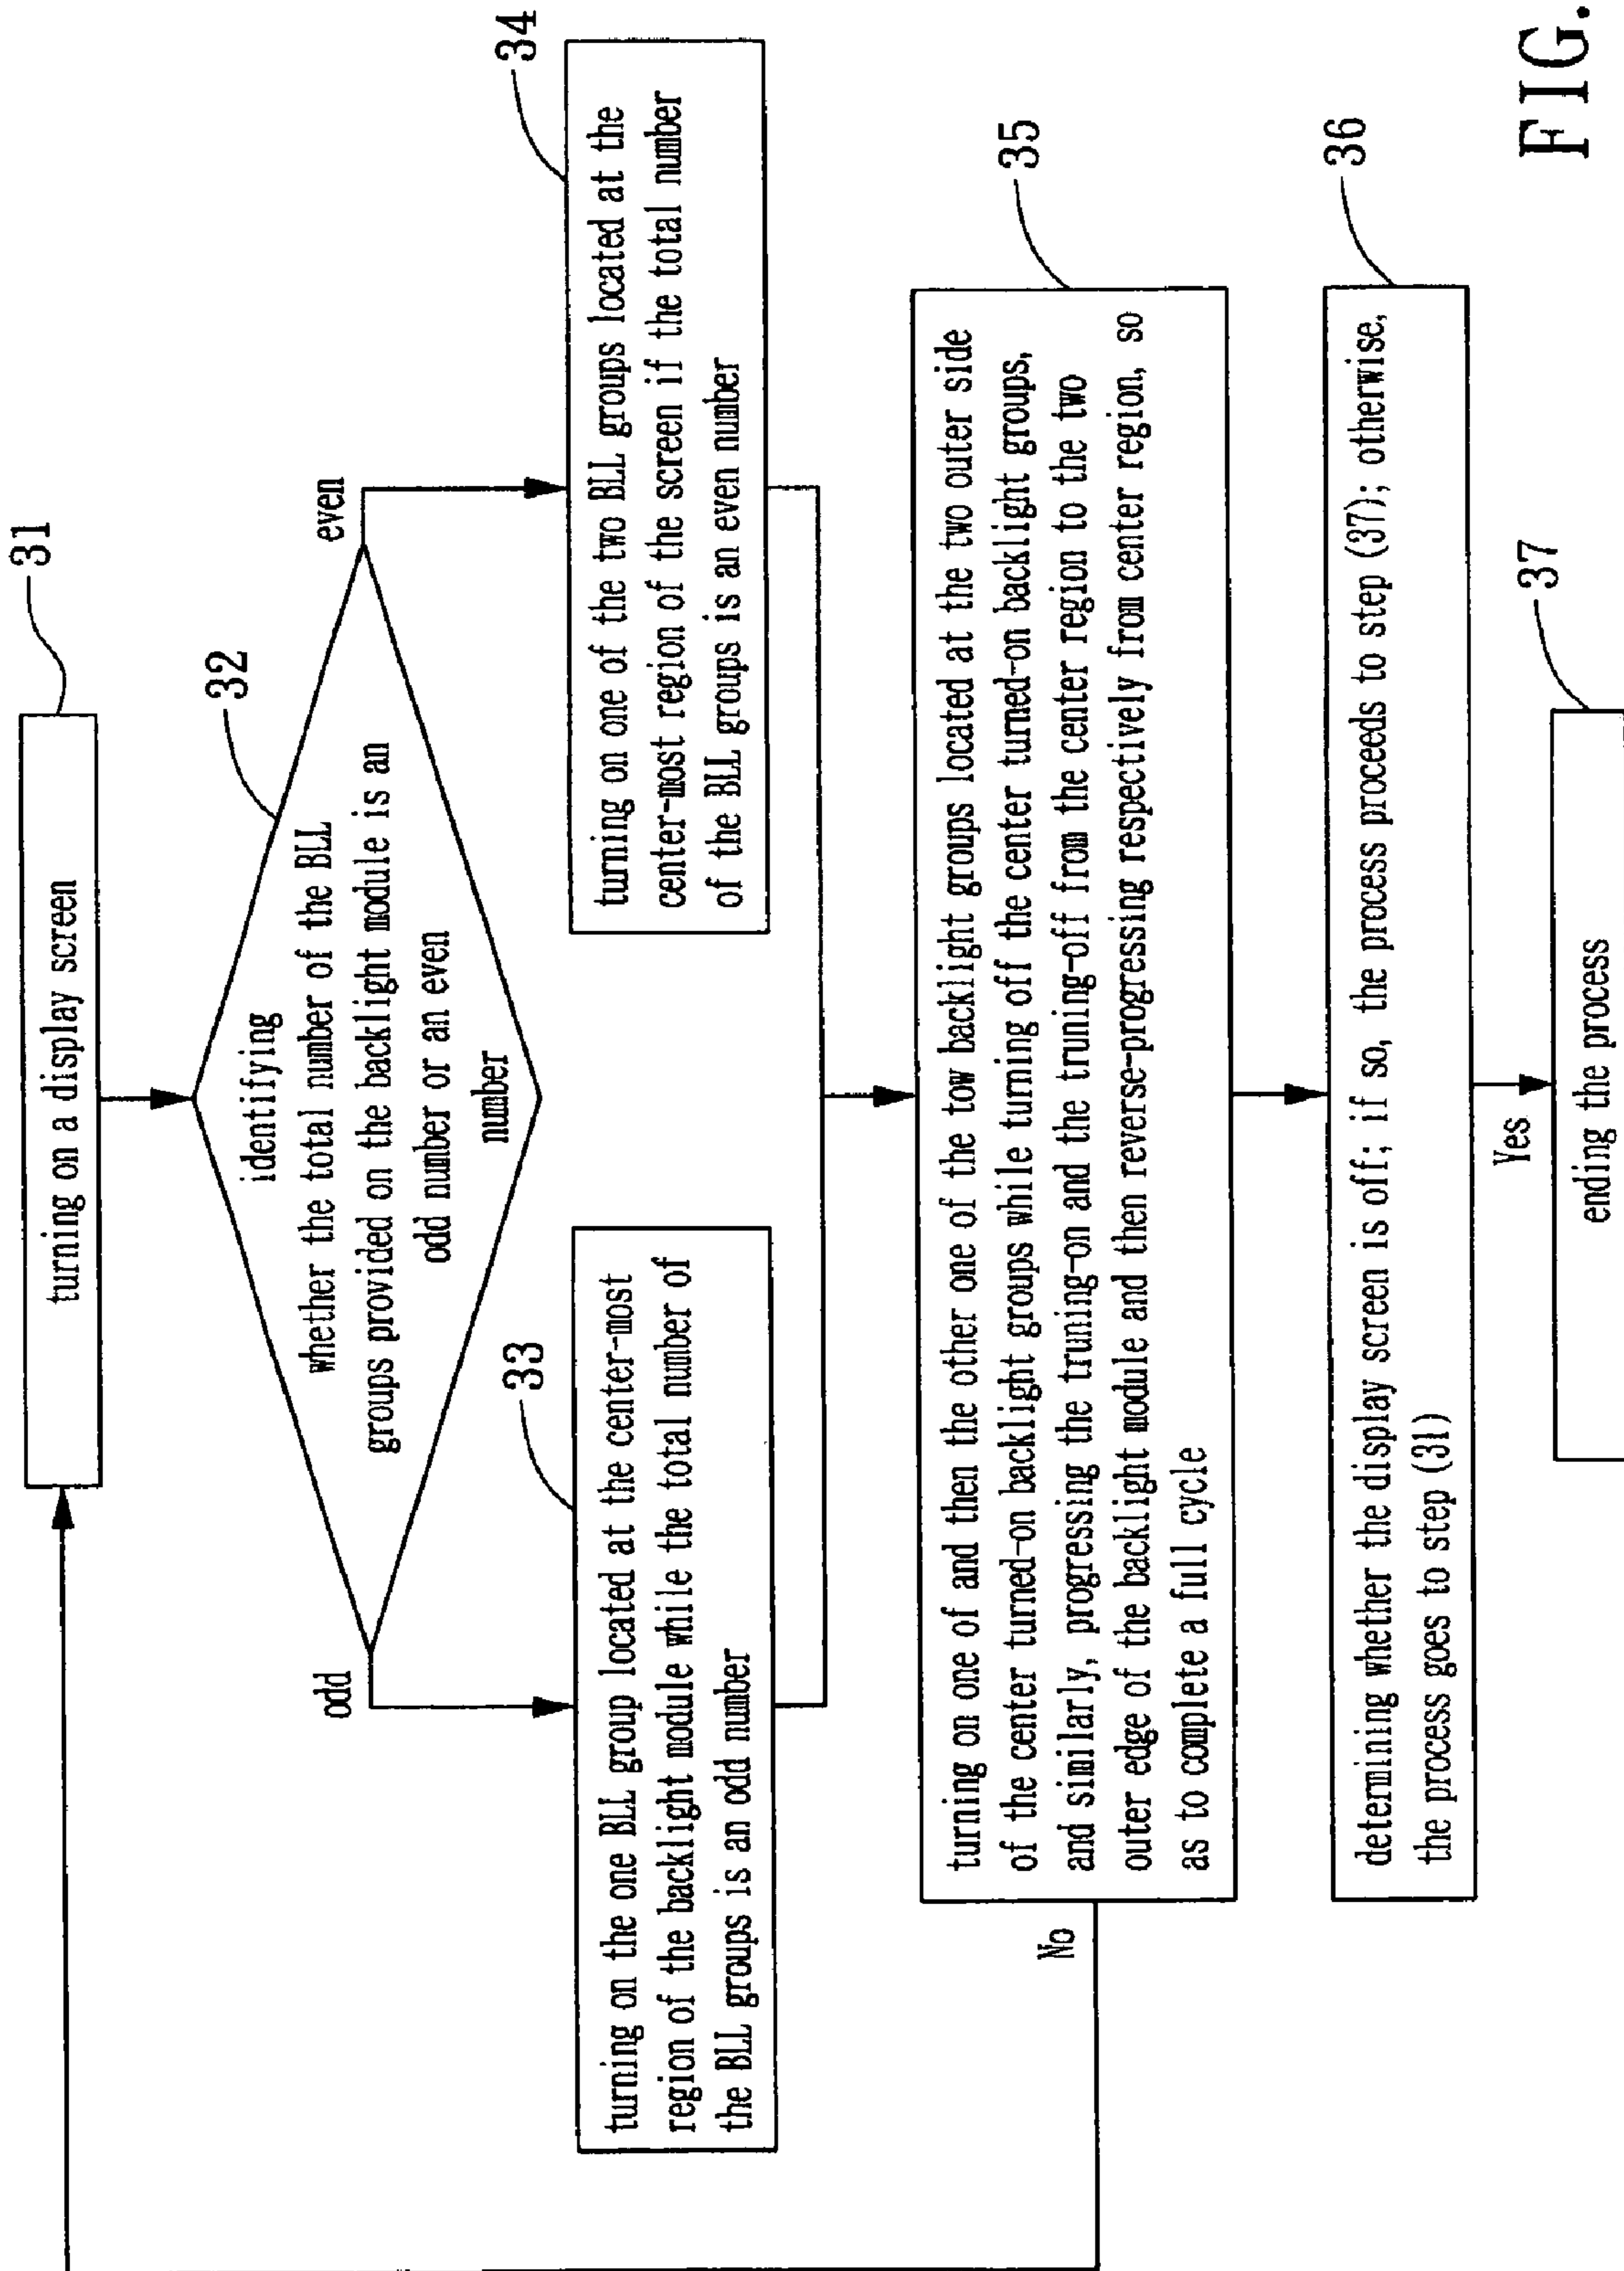 31
turning on a display screen
32
identifying
whether the total number of the BLL
groups provided on the backlight module is an
odd number or an even
number
odd
even
33
turning on the one BLL group located at the center-most
region of the backlight module while the total number of
the BLL groups is an odd number
34
turning on one of the two BLL groups located at the
center-most region of the screen if the total number
of the BLL groups is an even number
35
turning on one of and then the other one of the tow backlight groups located at the two outer side
of the center turned-on backlight groups while turning off the center turned-on backlight groups,
and similarly, progressing the truning-on and the truning-off from the center region to the two
outer edge of the backlight module and then reverse-progressing respectively from center region, so
as to complete a full cycle
No
36
determining whether the display screen is off; if so, the process proceeds to step (37); otherwise,
the process goes to step (31)
Yes
37
ending the process
FIG.